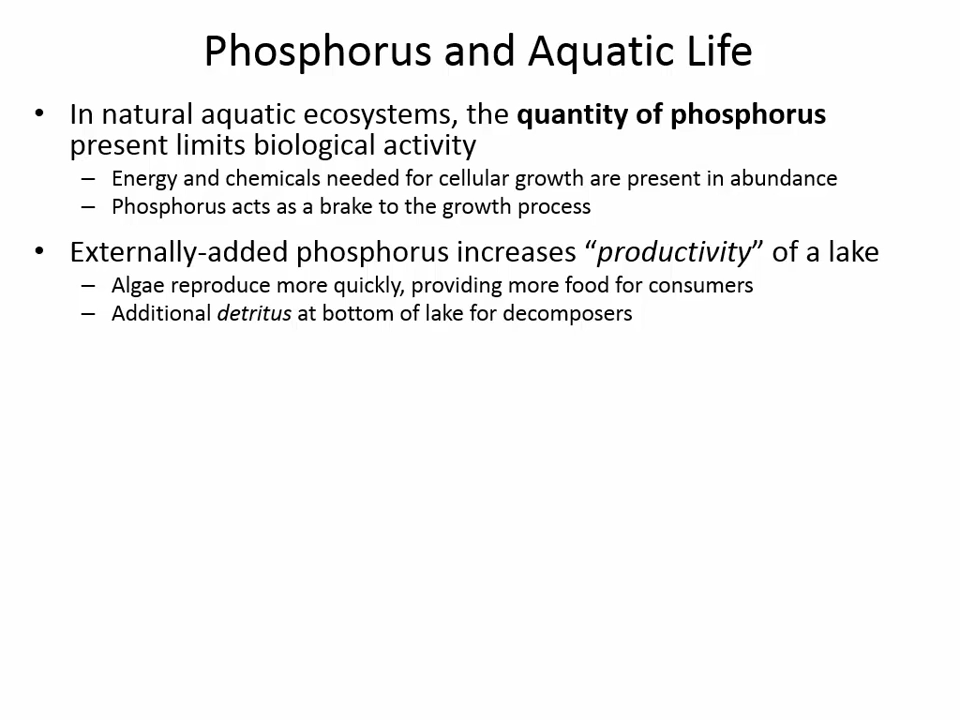 Phosphorus and Aquatic Life
• In natural aquatic ecosystems, the quantity of phosphorus
present limits biological activity
– Energy and chemicals needed for cellular growth are present in abundance
– Phosphorus acts as a brake to the growth process
• Externally-added phosphorus increases “productivity” of a lake
– Algae reproduce more quickly, providing more food for consumers
– Additional detritus at bottom of lake for decomposers